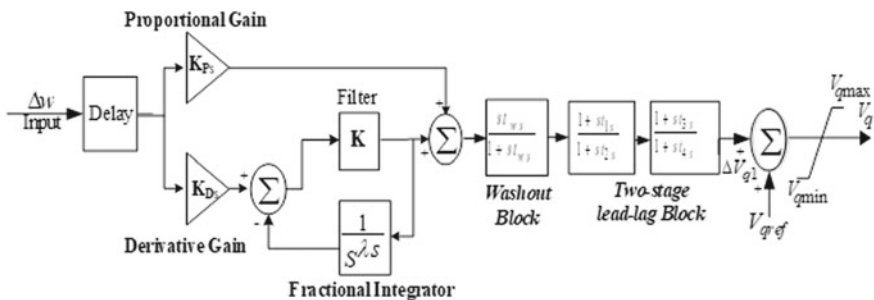 Proportional Gain
K_Ps
Δw
Input
Delay
Filter
K
+
+
Σ
st_ws
1 + st_ws
1 + st_1s
1 + st_2s
1 + st_3s
1 + st_4s
V_qmax
V_q
ΔV_q1
+
+
Σ
V_qmin
V_qref
K_Ds
+
-
Σ
1
S^λs
Washout
Block
Two-stage
lead-lag Block
Derivative Gain
Fractional Integrator